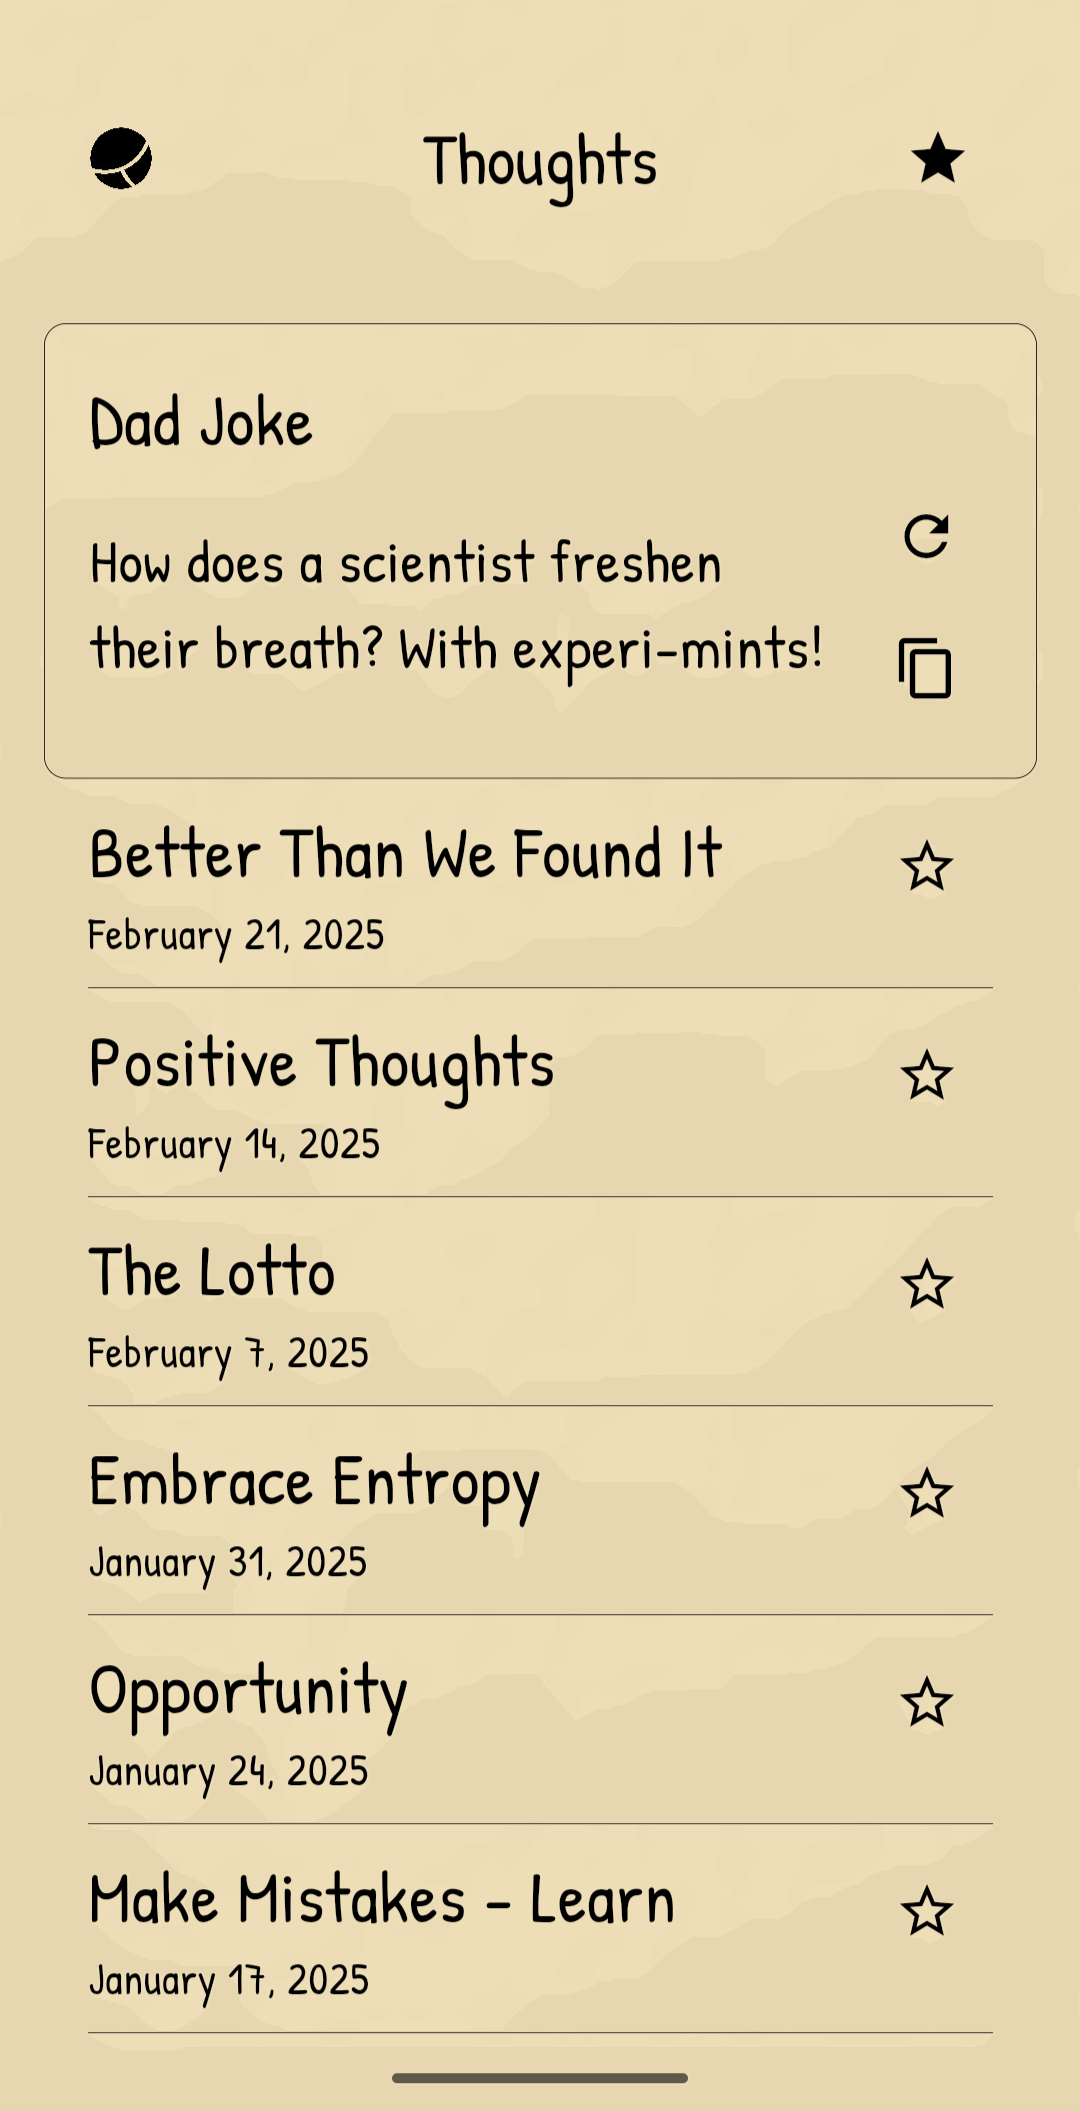 Thoughts
Dad Joke
How does a scientist freshen
their breath? With experi-mints!
Better Than We Found It
February 21, 2025
Positive Thoughts
February 14, 2025
The Lotto
February 7, 2025
Embrace Entropy
January 31, 2025
Opportunity
January 24, 2025
Make Mistakes - Learn
January 17, 2025